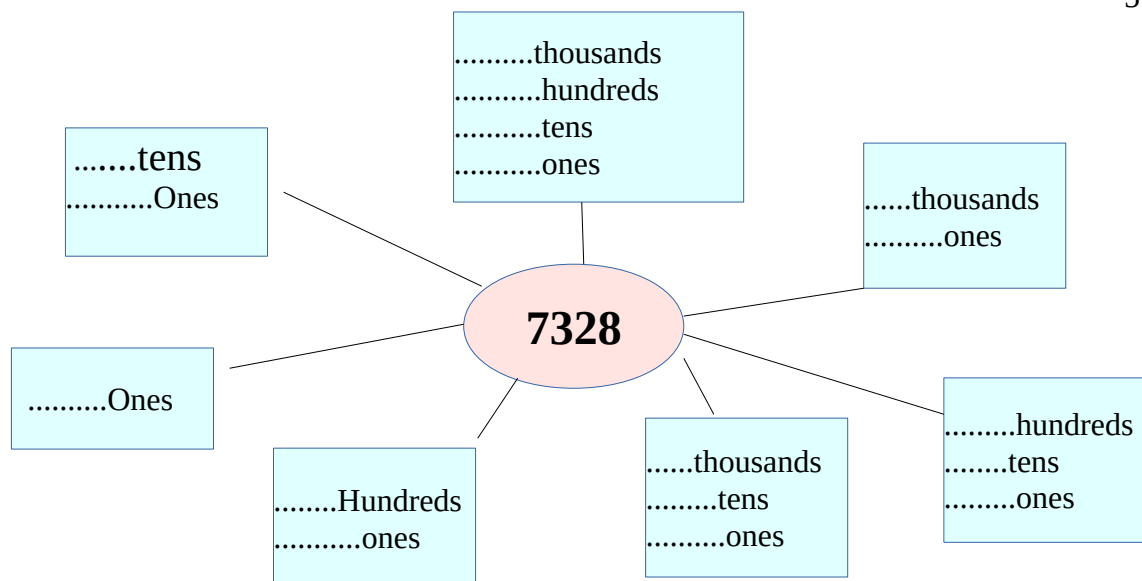 ..........thousands
...........hundreds
...........tens
...........ones
.......tens
...........Ones
......thousands
..........ones
7328
..........Ones
........Hundreds
...........ones
......thousands
.........tens
..........ones
.........hundreds
........tens
.........ones